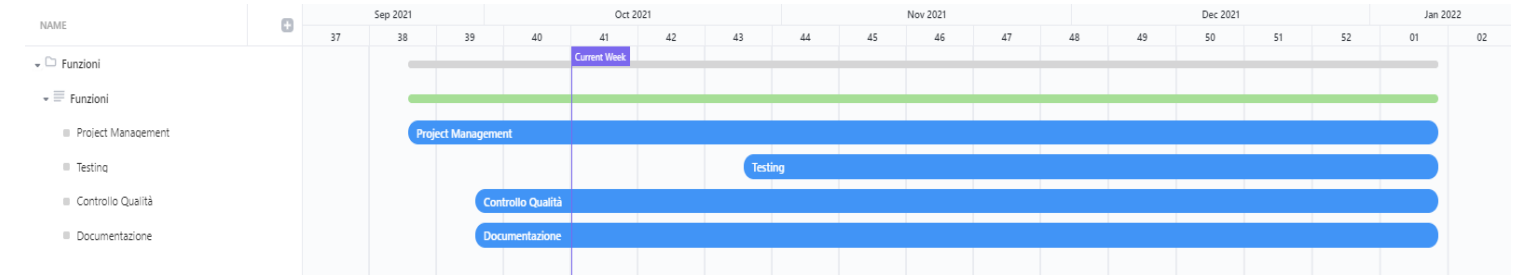 NAME
Sep 2021 Oct 2021 Nov 2021 Dec 2021 Jan 2022
37 38 39 40 41 42 43 44 45 46 47 48 49 50 51 52 01 02
Current Week
Funzioni
Funzioni
Project Management Project Management
Testing Testing
Controllo Qualità Controllo Qualità
Documentazione Documentazione